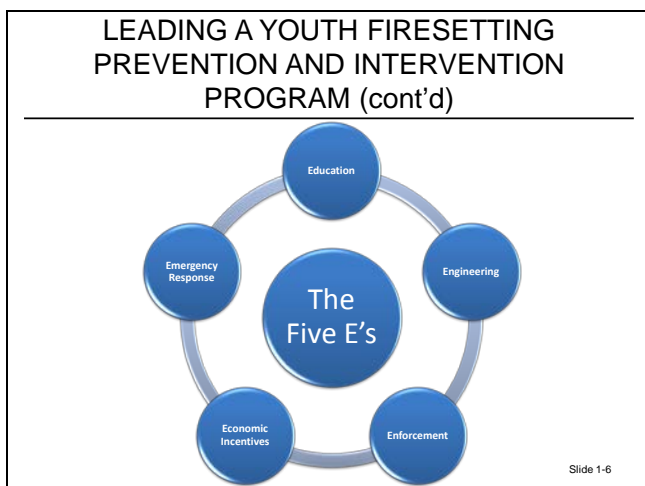 LEADING A YOUTH FIRESETTING
PREVENTION AND INTERVENTION
PROGRAM (cont’d)
Education
Engineering
Enforcement
Economic
Incentives
Emergency
Response
The
Five E’s
Slide 1-6